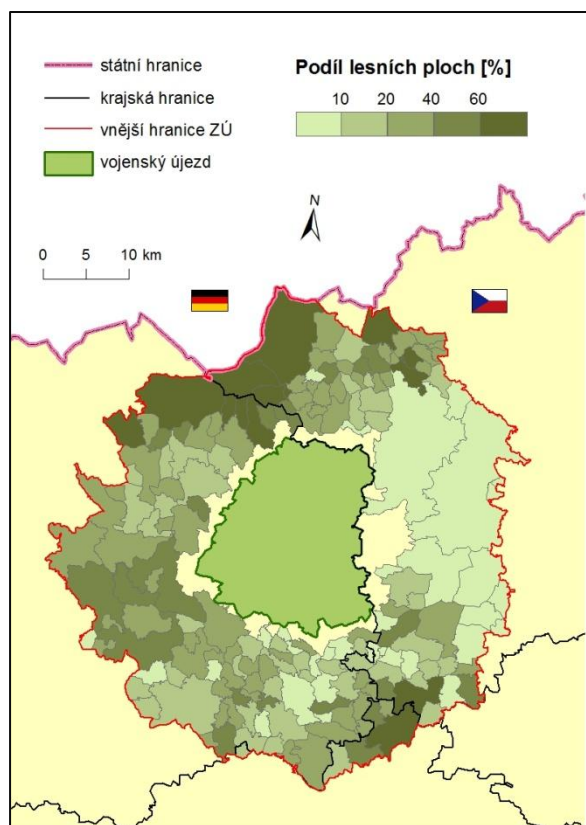 státní hranice
krajská hranice
vnější hranice ZÚ
vojenský újezd
Podíl lesních ploch [%]
10 20 40 60
N
0 5 10 km